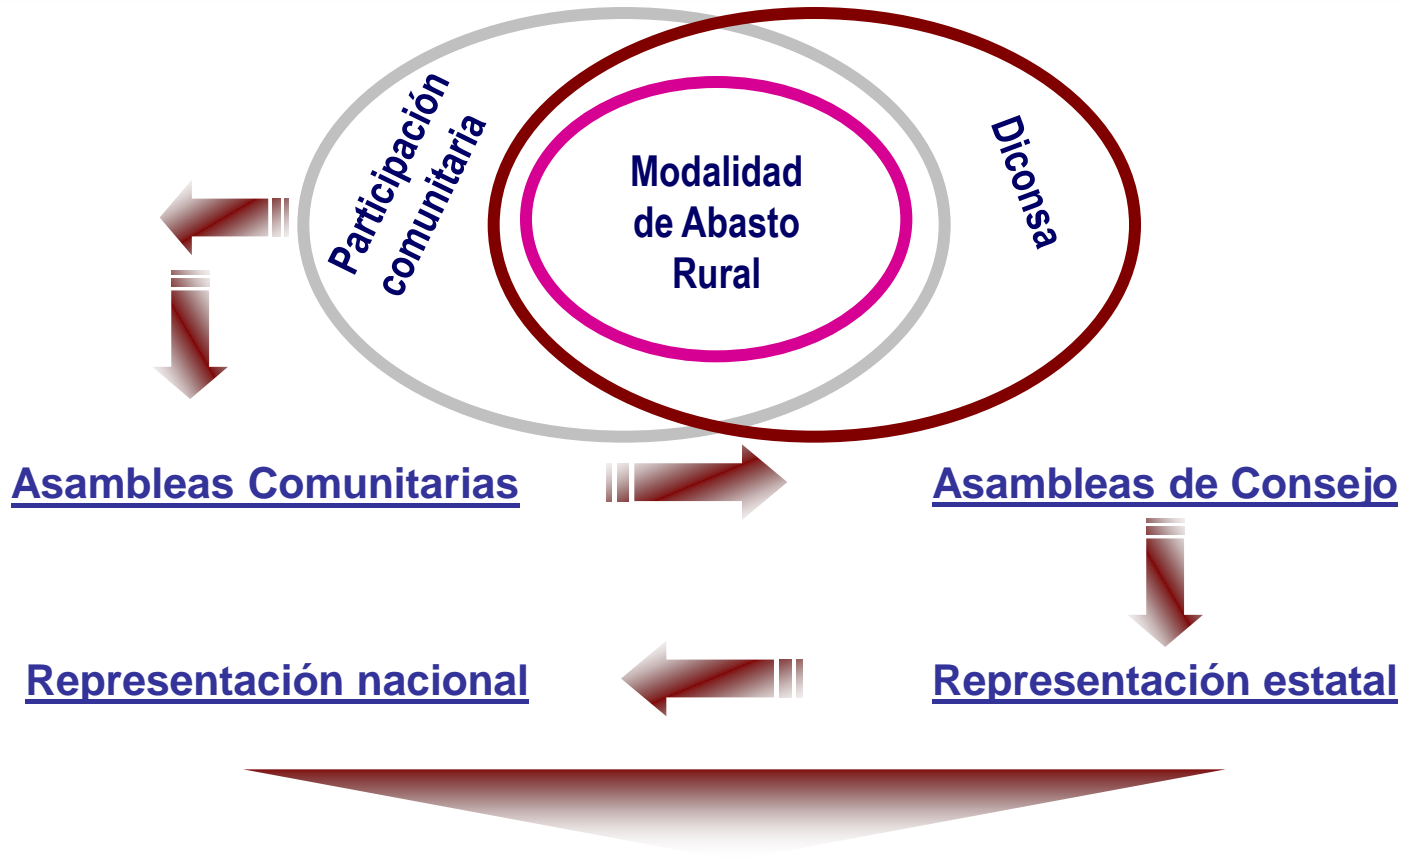 Participación
comunitaria
Modalidad
de Abasto
Rural
Diconsa
Asambleas Comunitarias
Asambleas de Consejo
Representación nacional
Representación estatal